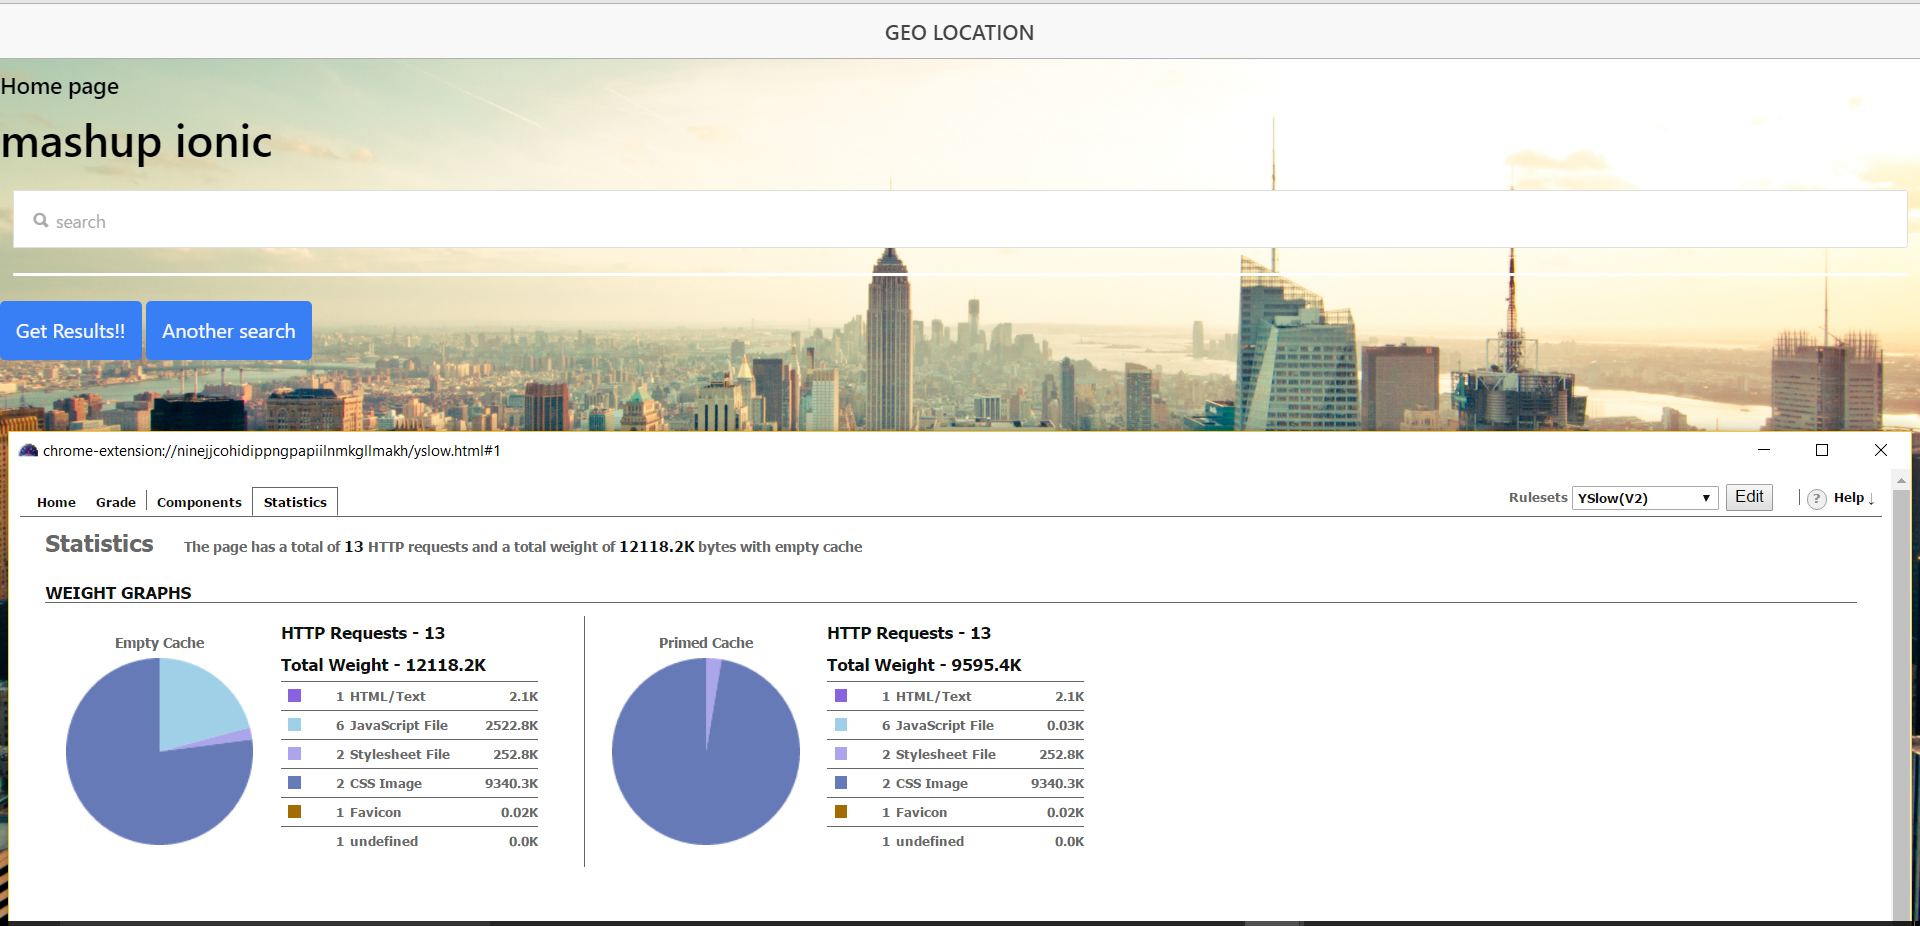 GEO LOCATION
Home page
mashup ionic
search
Get Results!! Another search
chrome-extension://ninejjcohidippngpapiilnmkgllmakh/yslow.html#1
Home Grade Components Statistics Rulesets YSlow(V2) Edit ? Help ↓
Statistics The page has a total of 13 HTTP requests and a total weight of 12118.2K bytes with empty cache
WEIGHT GRAPHS
Empty Cache
HTTP Requests - 13
Total Weight - 12118.2K
1 HTML/Text 2.1K
6 JavaScript File 2522.8K
2 Stylesheet File 252.8K
2 CSS Image 9340.3K
1 Favicon 0.02K
1 undefined 0.0K
Primed Cache
HTTP Requests - 13
Total Weight - 9595.4K
1 HTML/Text 2.1K
6 JavaScript File 0.03K
2 Stylesheet File 252.8K
2 CSS Image 9340.3K
1 Favicon 0.02K
1 undefined 0.0K